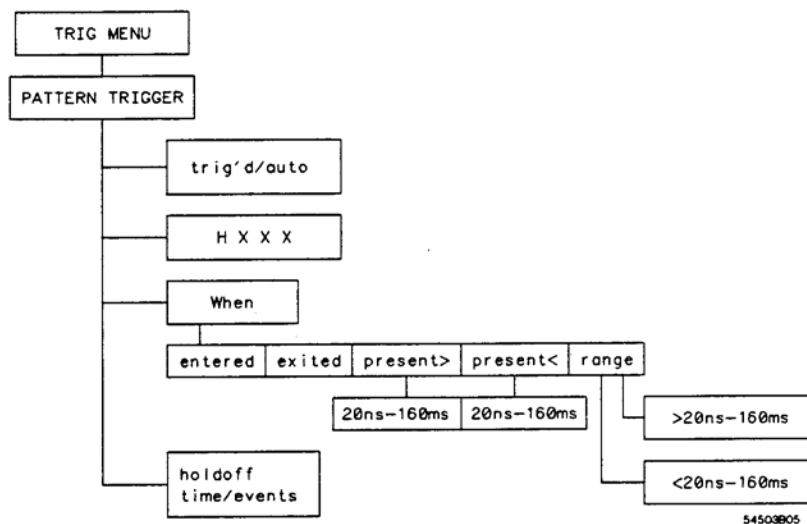 TRIG MENU
PATTERN TRIGGER
trig'd/auto
H X X X
When
entered exited present> present< range
20ns-160ms 20ns-160ms
>20ns-160ms
<20ns-160ms
holdoff
time/events
54503B05